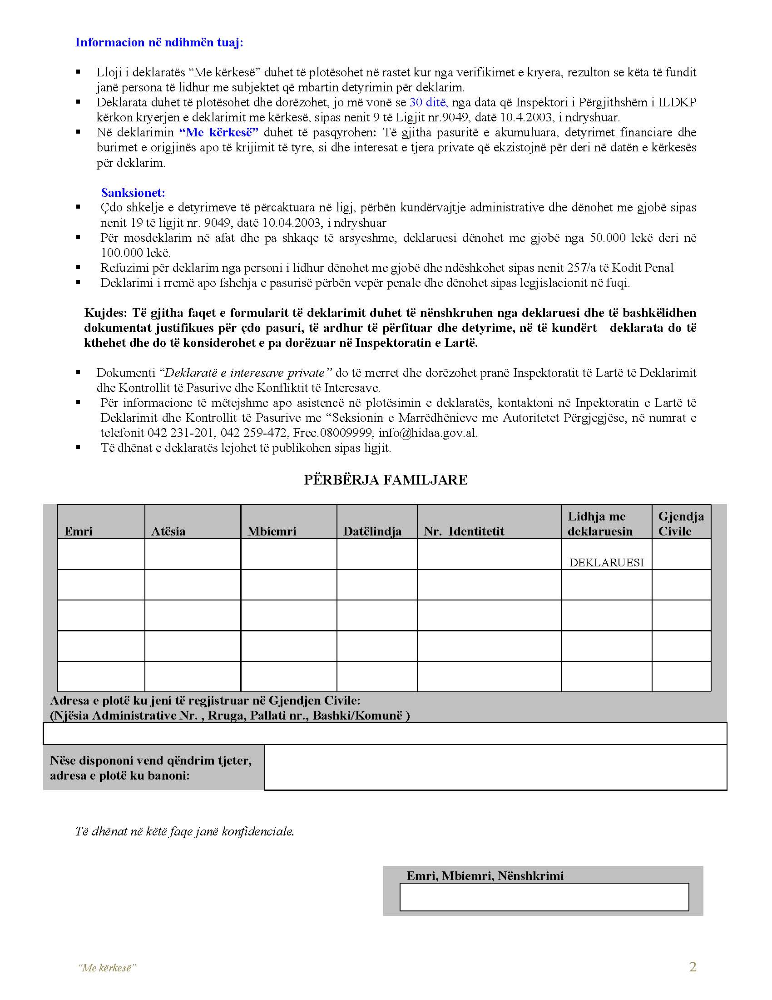 Informacion në ndihmën tuaj:
▪ Lloji i deklaratës “Me kërkesë” duhet të plotësohet në rastet kur nga verifikimet e kryera, rezulton se këta të fundit
janë persona të lidhur me subjektet që mbartin detyrimin për deklarim.
▪ Deklarata duhet të plotësohet dhe dorëzohet, jo më vonë se 30 ditë, nga data që Inspektori i Përgjithshëm i ILDKP
kërkon kryerjen e deklarimit me kërkesë, sipas nenit 9 të Ligjit nr.9049, datë 10.4.2003, i ndryshuar.
▪ Në deklarimin “Me kërkesë” duhet të pasqyrohen: Të gjitha pasuritë e akumuluara, detyrimet financiare dhe
burimet e origjinës apo të krijimit të tyre, si dhe interesat e tjera private që ekzistojnë për deri në datën e kërkesës
për deklarim.
Sanksionet:
▪ Çdo shkelje e detyrimeve të përcaktuara në ligj, përbën kundërvajtje administrative dhe dënohet me gjobë sipas
nenit 19 të ligjit nr. 9049, datë 10.04.2003, i ndryshuar
▪ Për mosdeklarim në afat dhe pa shkaqe të arsyeshme, deklaruesi dënohet me gjobë nga 50.000 lekë deri në
100.000 lekë.
▪ Refuzimi për deklarim nga personi i lidhur dënohet me gjobë dhe ndëshkohet sipas nenit 257/a të Kodit Penal
▪ Deklarimi i rremë apo fshehja e pasurisë përbën vepër penale dhe dënohet sipas legjislacionit në fuqi.
Kujdes: Të gjitha faqet e formularit të deklarimit duhet të nënshkruhen nga deklaruesi dhe të bashkëlidhen
dokumentat justifikues për çdo pasuri, të ardhur të përfituar dhe detyrime, në të kundërt deklarata do të
kthehet dhe do të konsiderohet e pa dorëzuar në Inspektoratin e Lartë.
▪ Dokumenti “Deklaratë e interesave private” do të merret dhe dorëzohet pranë Inspektoratit të Lartë të Deklarimit
dhe Kontrollit të Pasurive dhe Konfliktit të Interesave.
▪ Për informacione të mëtejshme apo asistencë në plotësimin e deklaratës, kontaktoni në Inpektoratin e Lartë të
Deklarimit dhe Kontrollit të Pasurive me “Seksionin e Marrëdhënieve me Autoritetet Përgjegjëse, në numrat e
telefonit 042 231-201, 042 259-472, Free.08009999, info@hidaa.gov.al.
▪ Të dhënat e deklaratës lejohet të publikohen sipas ligjit.
PËRBËRJA FAMILJARE
Emri Atësia Mbiemri Datëlindja Nr. Identitetit Lidhja me deklaruesin Gjendja Civile
DEKLARUESI
Adresa e plotë ku jeni të regjistruar në Gjendjen Civile:
(Njësia Administrative Nr. , Rruga, Pallati nr., Bashki/Komunë )
Nëse dispononi vend qëndrim tjeter,
adresa e plotë ku banoni:
Të dhënat në këtë faqe janë konfidenciale.
Emri, Mbiemri, Nënshkrimi
“Me kërkesë” 2